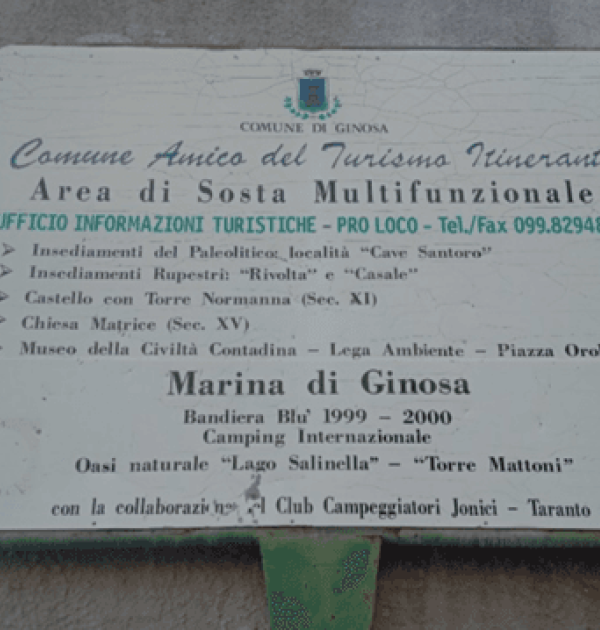 COMUNE DI GINOSA
Comune Amico del Turismo Itinerant
Area di Sosta Multifunzionale
UFFICIO INFORMAZIONI TURISTICHE - PRO LOCO - Tel./Fax 099.82948
Insediamenti del Paleolitico: località "Cave Santoro"
Insediamenti Rupestri: "Rivolta" e "Casale"
Castello con Torre Normanna (Sec. XI)
Chiesa Matrice (Sec. XV)
Museo della Civiltà Contadina - Lega Ambiente - Piazza Oro
Marina di Ginosa
Bandiera Blu' 1999 - 2000
Camping Internazionale
Oasi naturale "Lago Salinella" - "Torre Mattoni"
con la Club Campeggiatori Jonici - Taranto